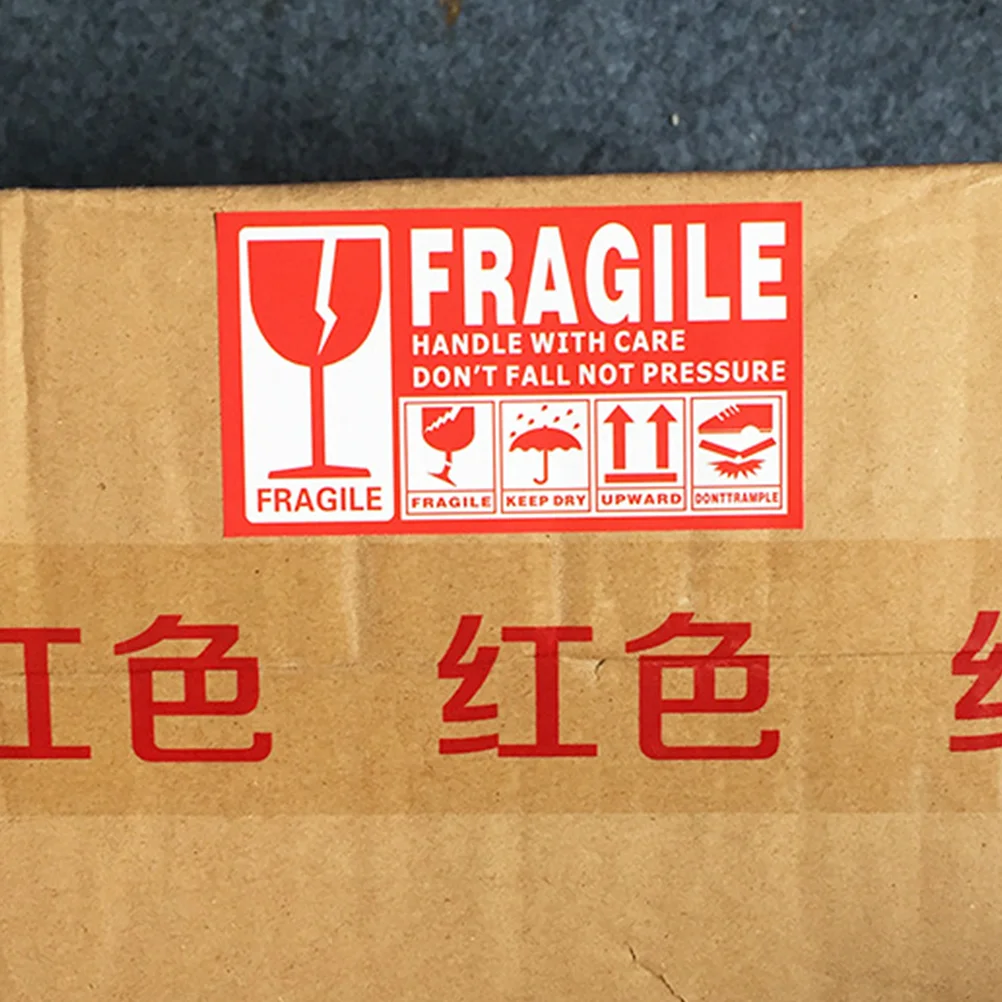 FRAGILE
HANDLE WITH CARE
DON'T FALL NOT PRESSURE
FRAGILE
FRAGILE
KEEP DRY
UPWARD
DONTTRAMPLE
红色 红色